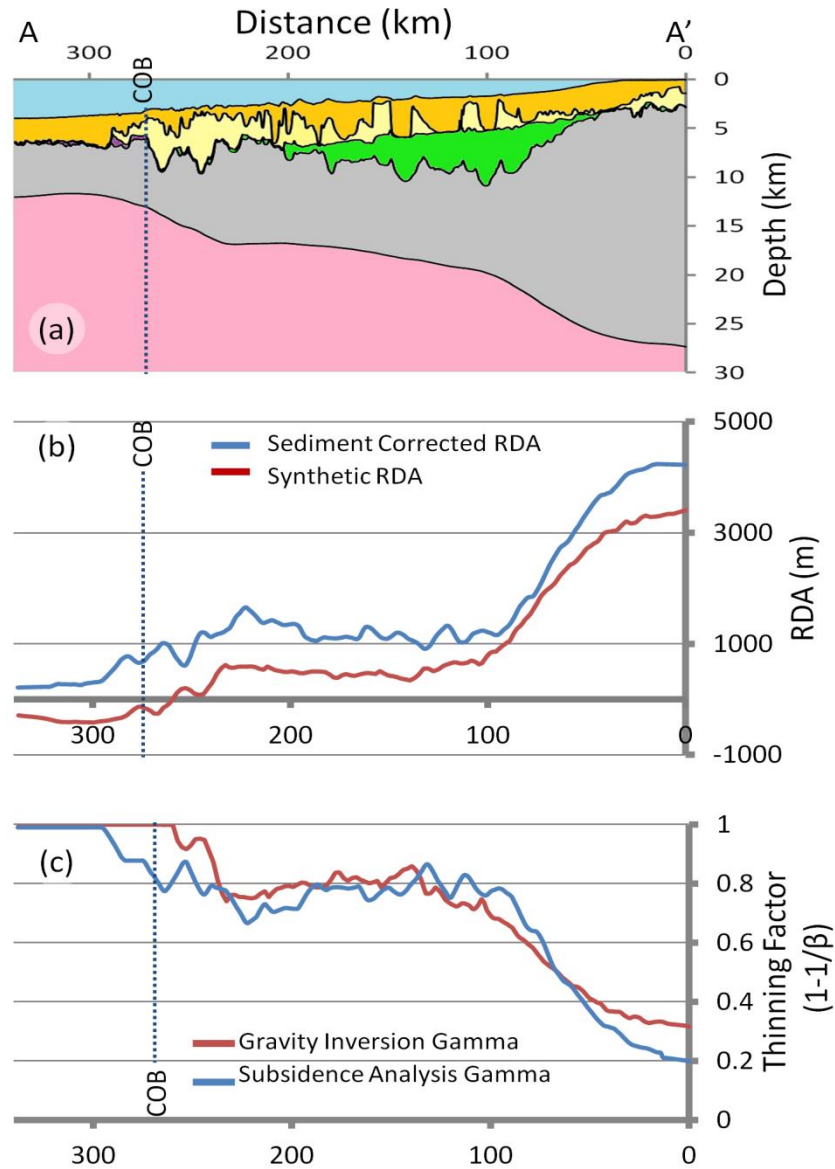 Distance (km)
A
A’
300
200
100
0
COB
0
5
10
15
20
25
30
Depth (km)
(a)
(b)
COB
Sediment Corrected RDA
Synthetic RDA
5000
3000
1000
-1000
RDA (m)
300
200
100
0
(c)
1
0.8
0.6
0.4
0.2
0
Thinning Factor
(1-1/β)
Gravity Inversion Gamma
Subsidence Analysis Gamma
COB
300
200
100
0